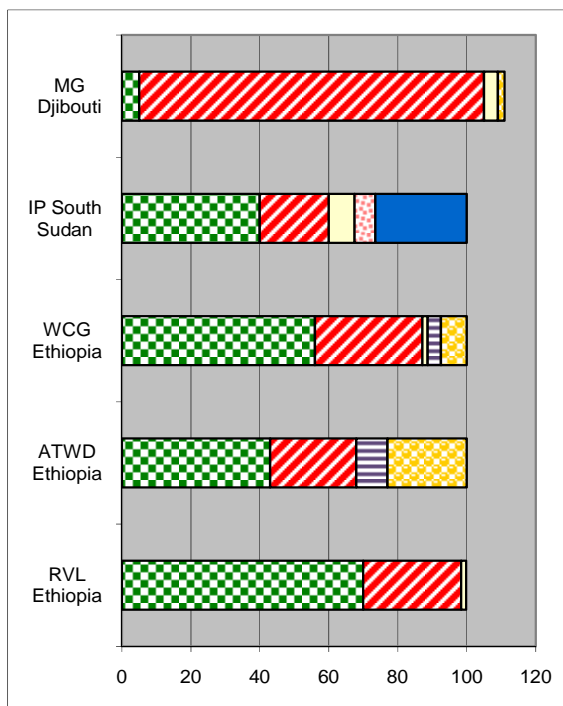 MG
Djibouti
IP South
Sudan
WCG
Ethiopia
ATWD
Ethiopia
RVL
Ethiopia
0 20 40 60 80 100 120